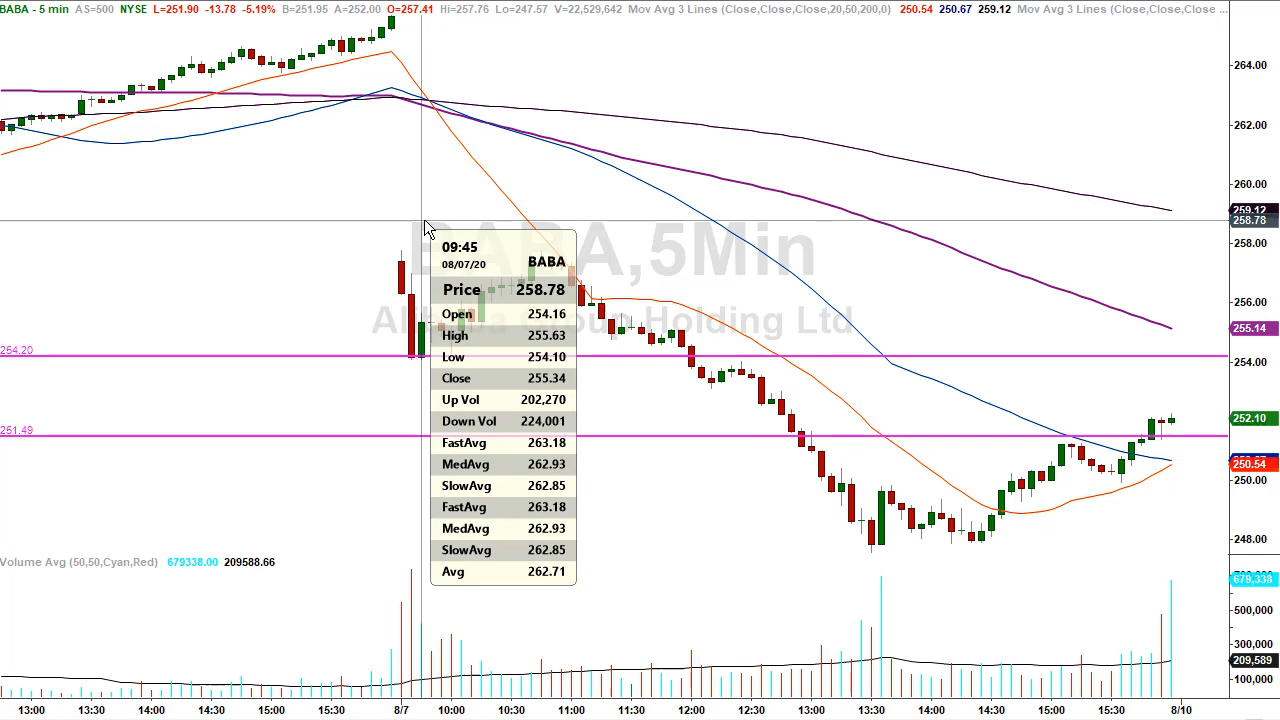 BABA - 5 min AS=500 NYSE L=251.90 -13.78 -5.19% B=251.95 A=252.00 O=257.41 Hi=257.76 Lo=247.57 V=22,529,642 Mov Avg 3 Lines (Close,Close,Close,20,50,200,0) 250.54 250.67 259.12 Mov Avg 3 Lines (Close,Close,Close ...
264.00
262.00
260.00
259.12
258.78
258.00
256.00
255.14
254.00
252.10
250.54
250.00
248.00
BABA,5Min
Alibaba Group Holding Ltd
09:45
08/07/20 BABA
Price 258.78
Open 254.16
High 255.63
Low 254.10
Close 255.34
Up Vol 202,270
Down Vol 224,001
FastAvg 263.18
MedAvg 262.93
SlowAvg 262.85
FastAvg 263.18
MedAvg 262.93
SlowAvg 262.85
Avg 262.71
254.20
251.49
Volume Avg (50,50,Cyan,Red) 679338.00 209588.66
679,338
500,000
300,000
209,589
100,000
13:00 13:30 14:00 14:30 15:00 15:30 8/7 10:00 10:30 11:00 11:30 12:00 12:30 13:00 13:30 14:00 14:30 15:00 15:30 8/10